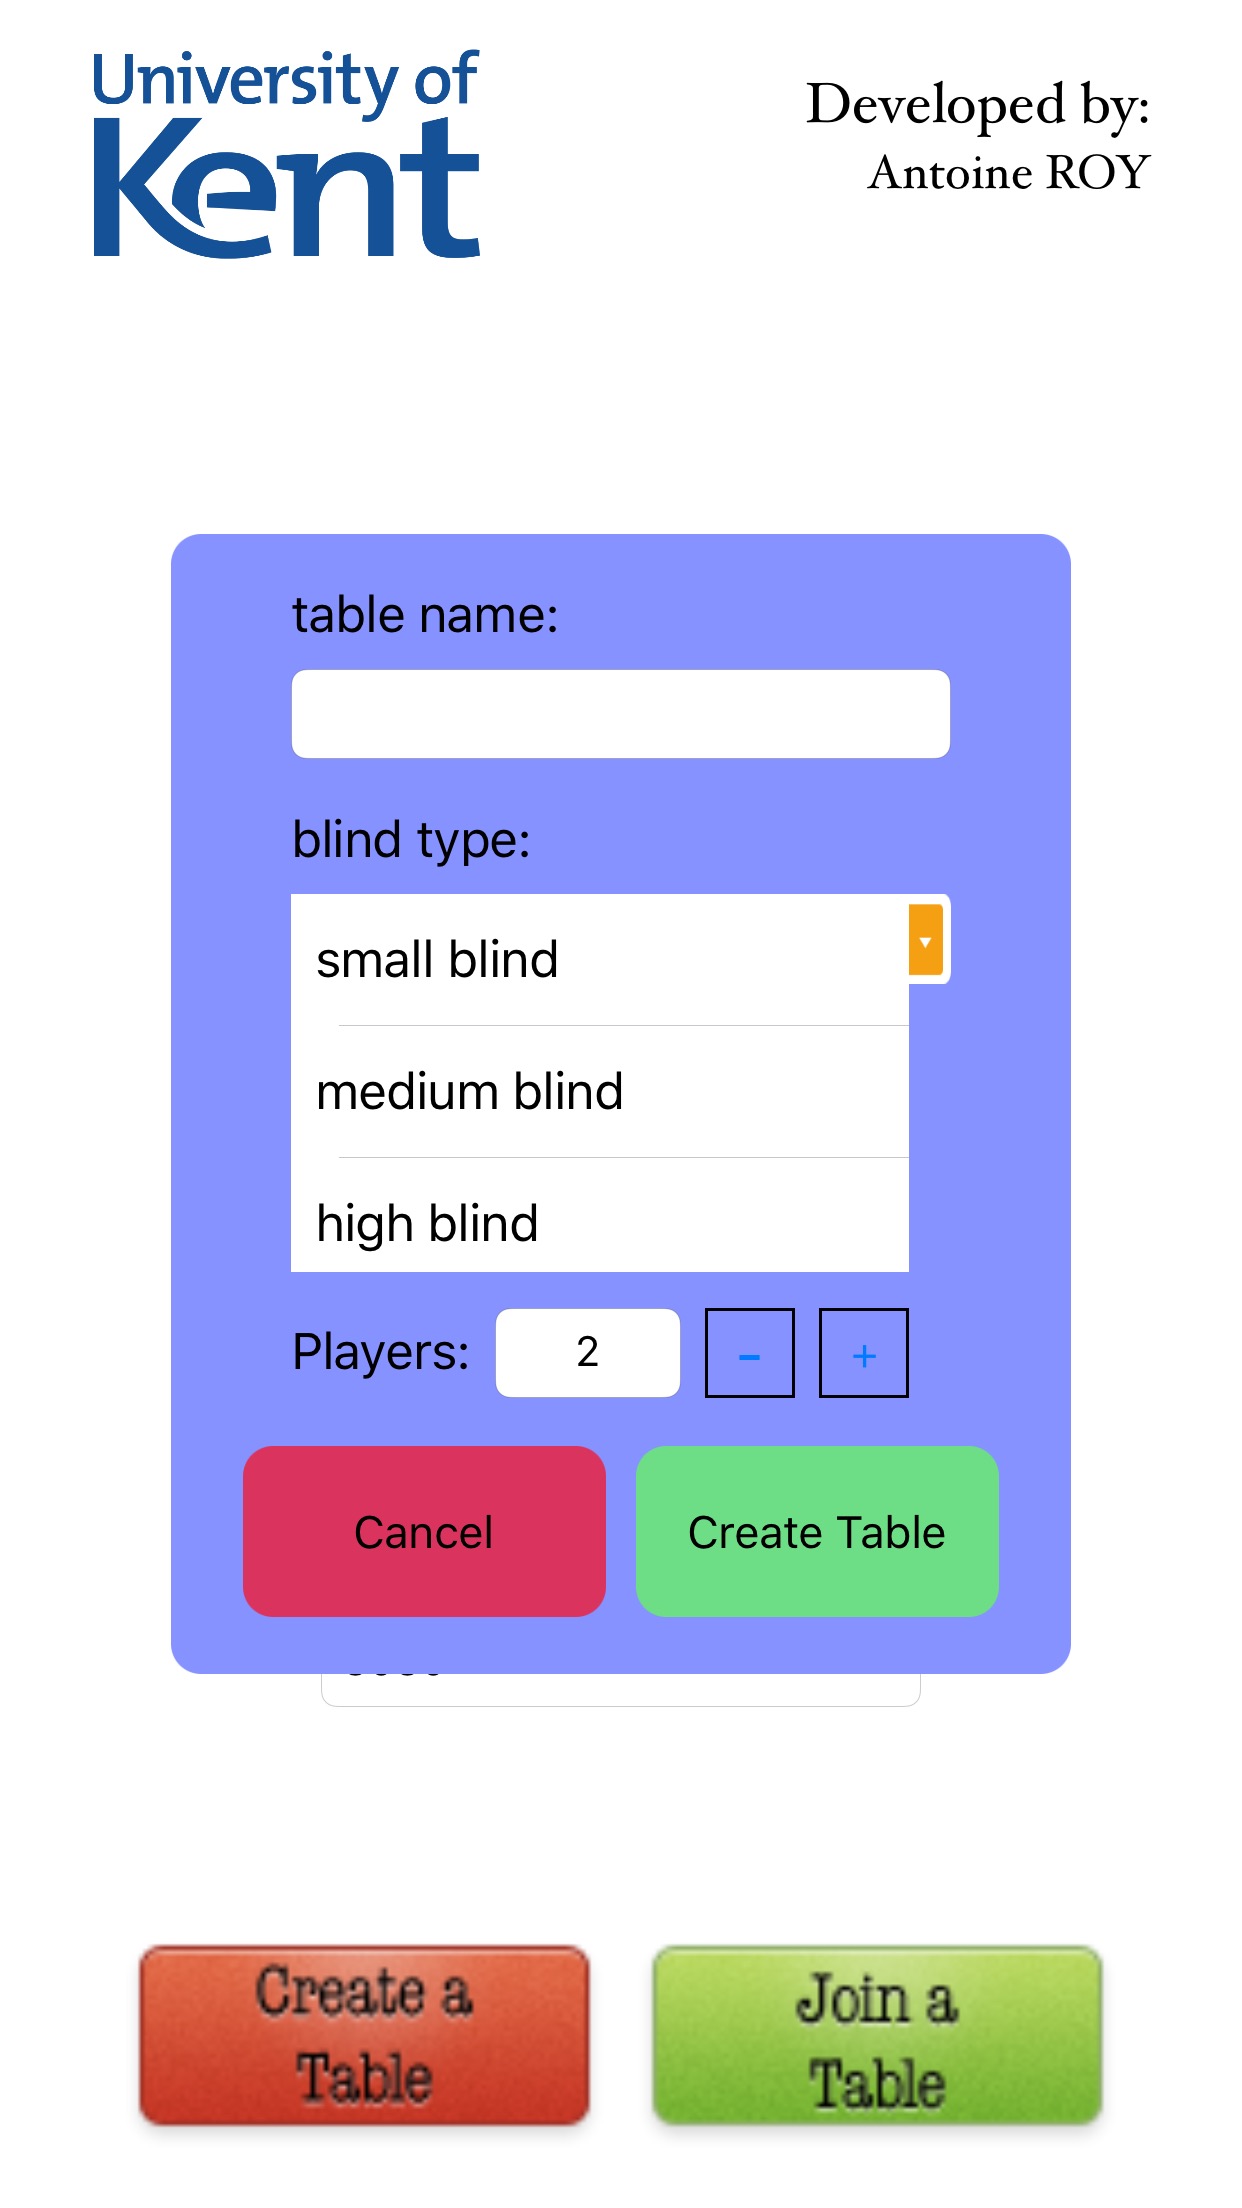 University of
Kent
Developed by:
Antoine ROY
table name:
blind type:
small blind
medium blind
high blind
Players: 2 - +
Cancel Create Table
Create a
Table
Join a
Table